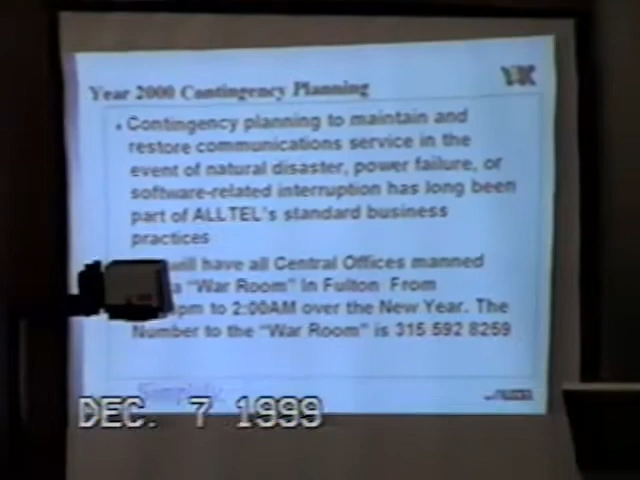 Year 2000 Contingency Planning
Y2K
• Contingency planning to maintain and
restore communications service in the
event of natural disaster, power failure, or
software-related interruption has long been
part of ALLTEL's standard business
practices
will have all Central Offices manned
a "War Room" In Fulton From
pm to 2:00AM over the New Year. The
Number to the "War Room" is 315 592 8259
DEC. 7 1999